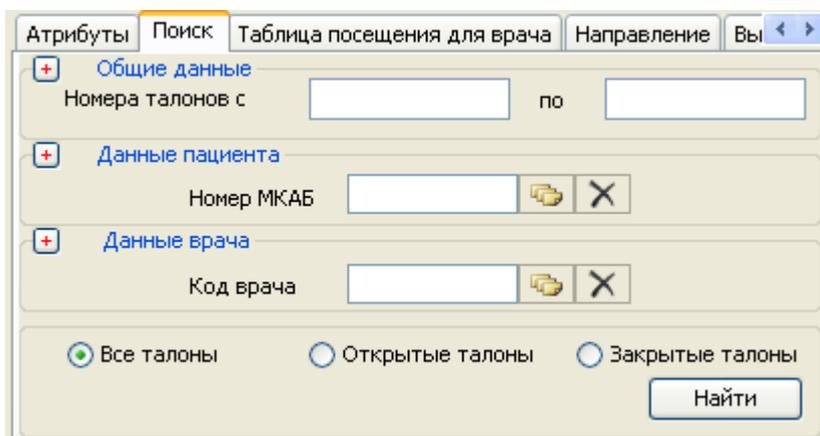 Атрибуты Поиск Таблица посещения для врача Направление Вы
Общие данные
Номера талонов с по
Данные пациента
Номер МКАБ
Данные врача
Код врача
Все талоны Открытые талоны Закрытые талоны
Найти